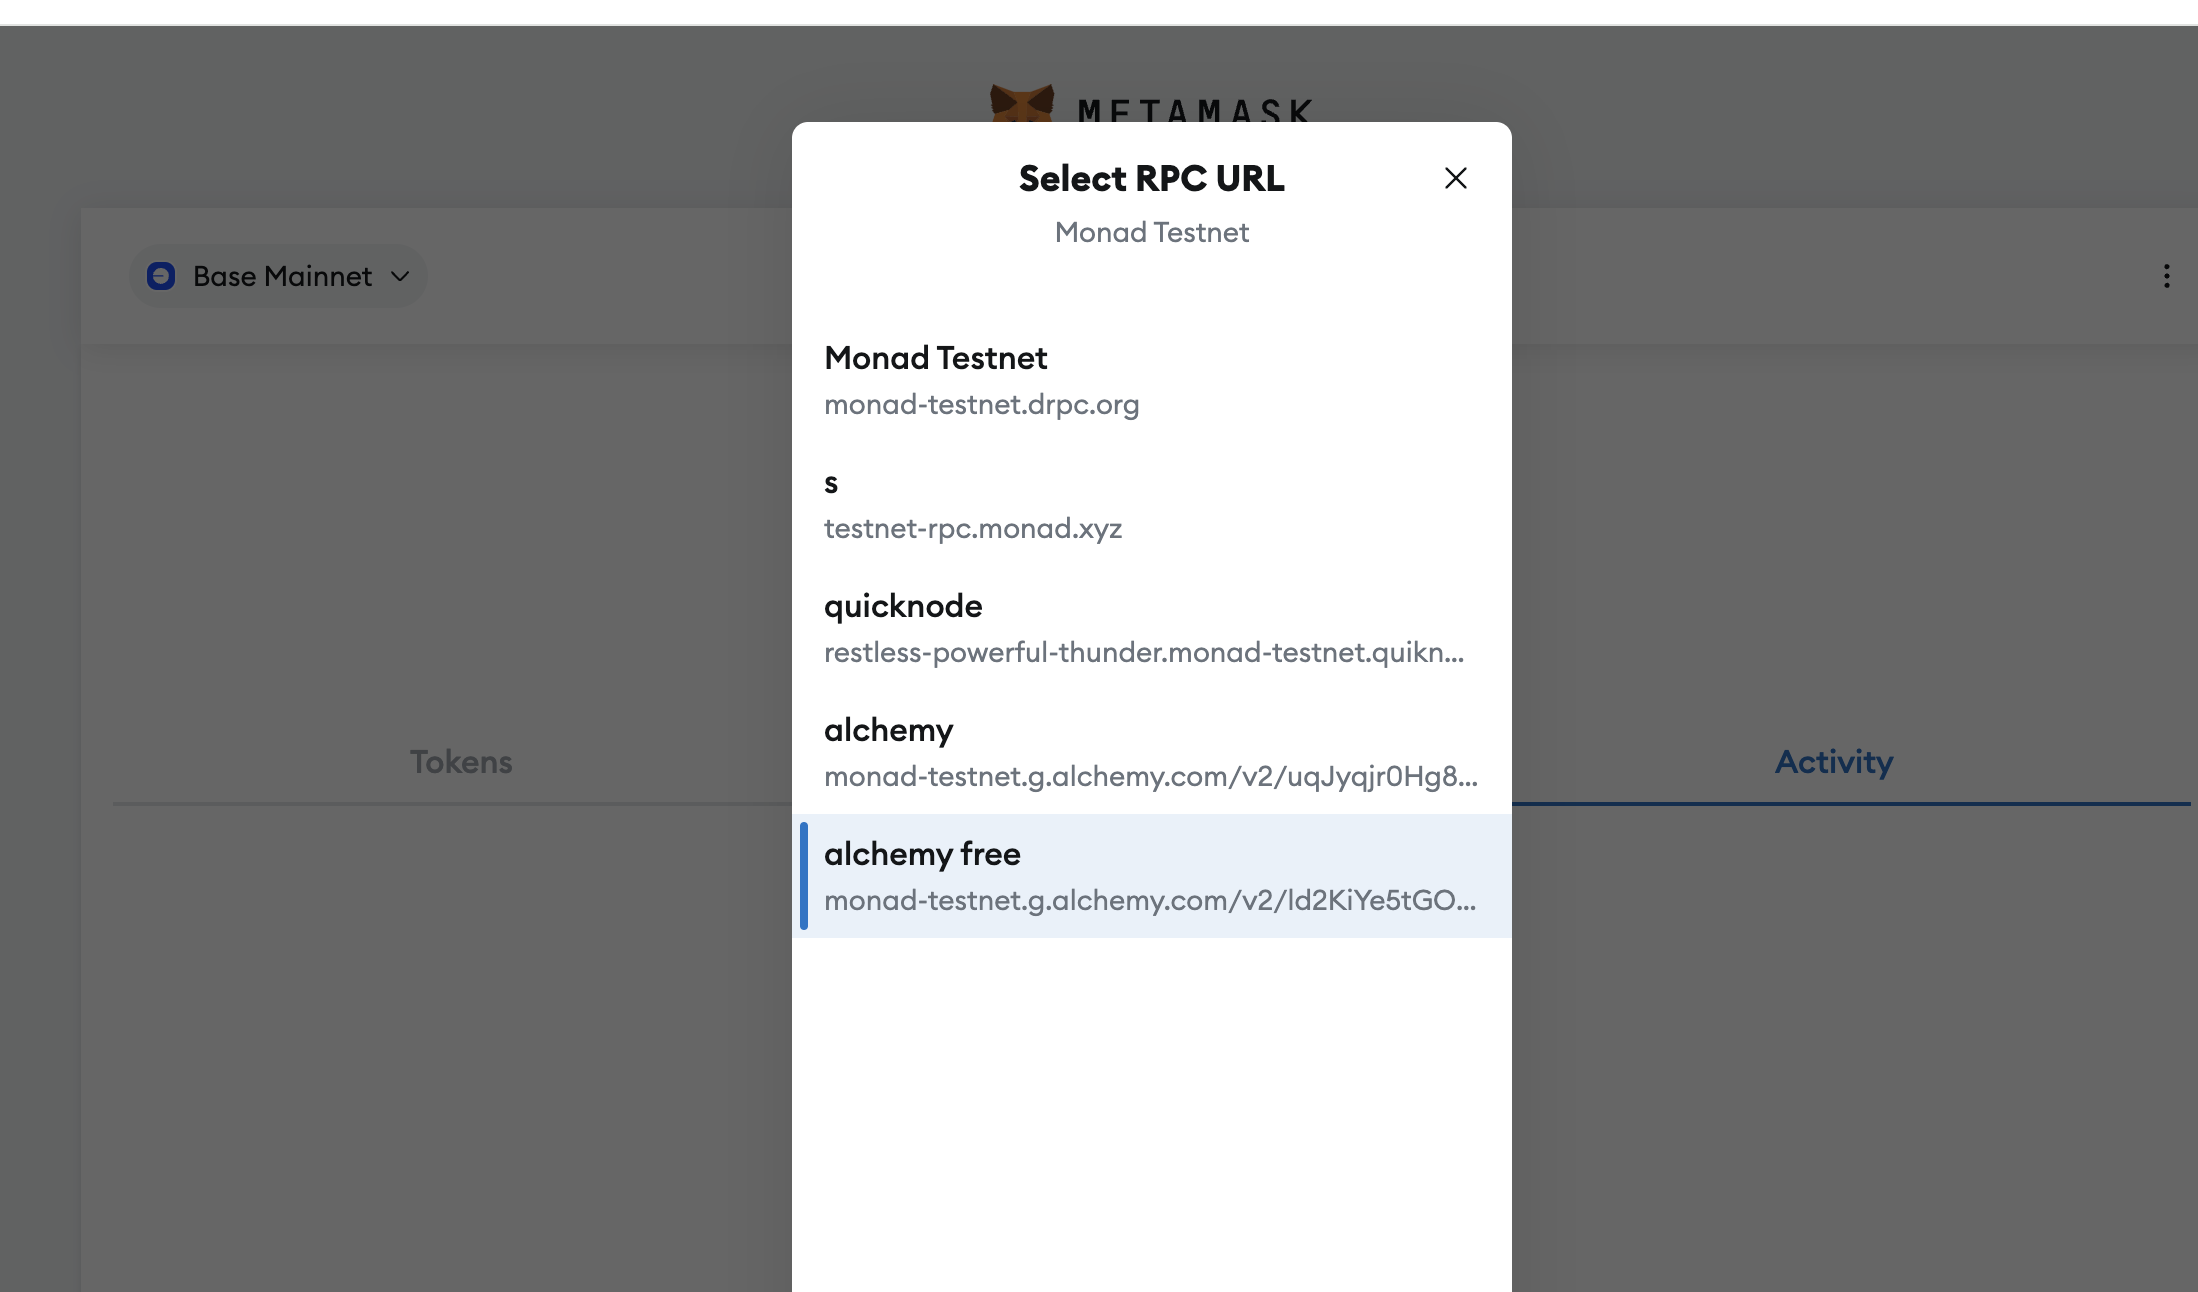 METAMASK
Select RPC URL
Monad Testnet
Base Mainnet
Monad Testnet
monad-testnet.drpc.org
s
testnet-rpc.monad.xyz
quicknode
restless-powerful-thunder.monad-testnet.quikn...
alchemy
monad-testnet.g.alchemy.com/v2/uqJyqjr0Hg8...
Tokens
Activity
alchemy free
monad-testnet.g.alchemy.com/v2/ld2KiYe5tGO...